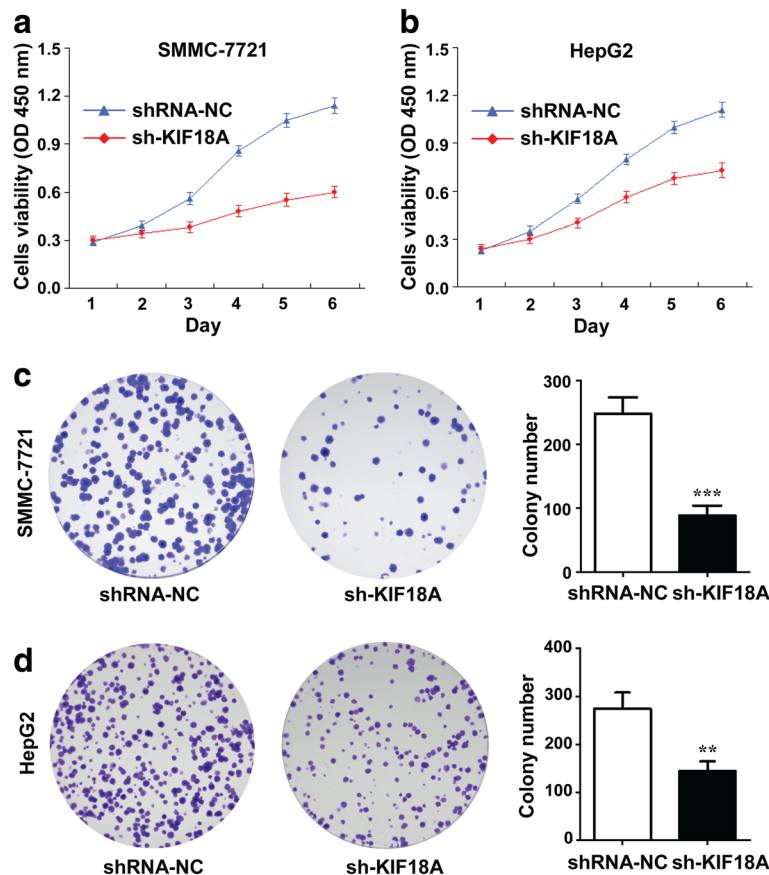 a
SMMC-7721
Cells viability (OD 450 nm)
1.5
1.2
0.9
0.6
0.3
0.0
shRNA-NC
sh-KIF18A
1 2 3 4 5 6
Day
b
HepG2
Cells viability (OD 450 nm)
1.5
1.2
0.9
0.6
0.3
0.0
shRNA-NC
sh-KIF18A
1 2 3 4 5 6
Day
c
SMMC-7721
shRNA-NC
sh-KIF18A
Colony number
300
200
100
0
***
shRNA-NC sh-KIF18A
d
HepG2
shRNA-NC
sh-KIF18A
Colony number
400
300
200
100
0
**
shRNA-NC sh-KIF18A